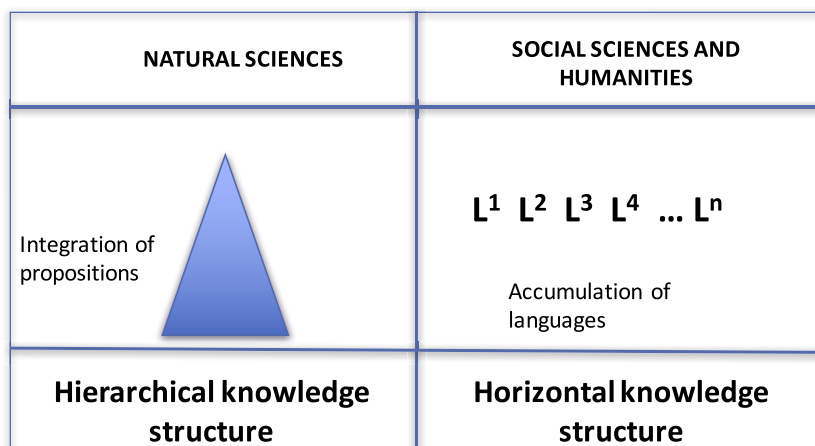 NATURAL SCIENCES
SOCIAL SCIENCES AND
HUMANITIES
Integration of
propositions
L¹ L² L³ L⁴ ... Lⁿ
Accumulation of
languages
Hierarchical knowledge
structure
Horizontal knowledge
structure